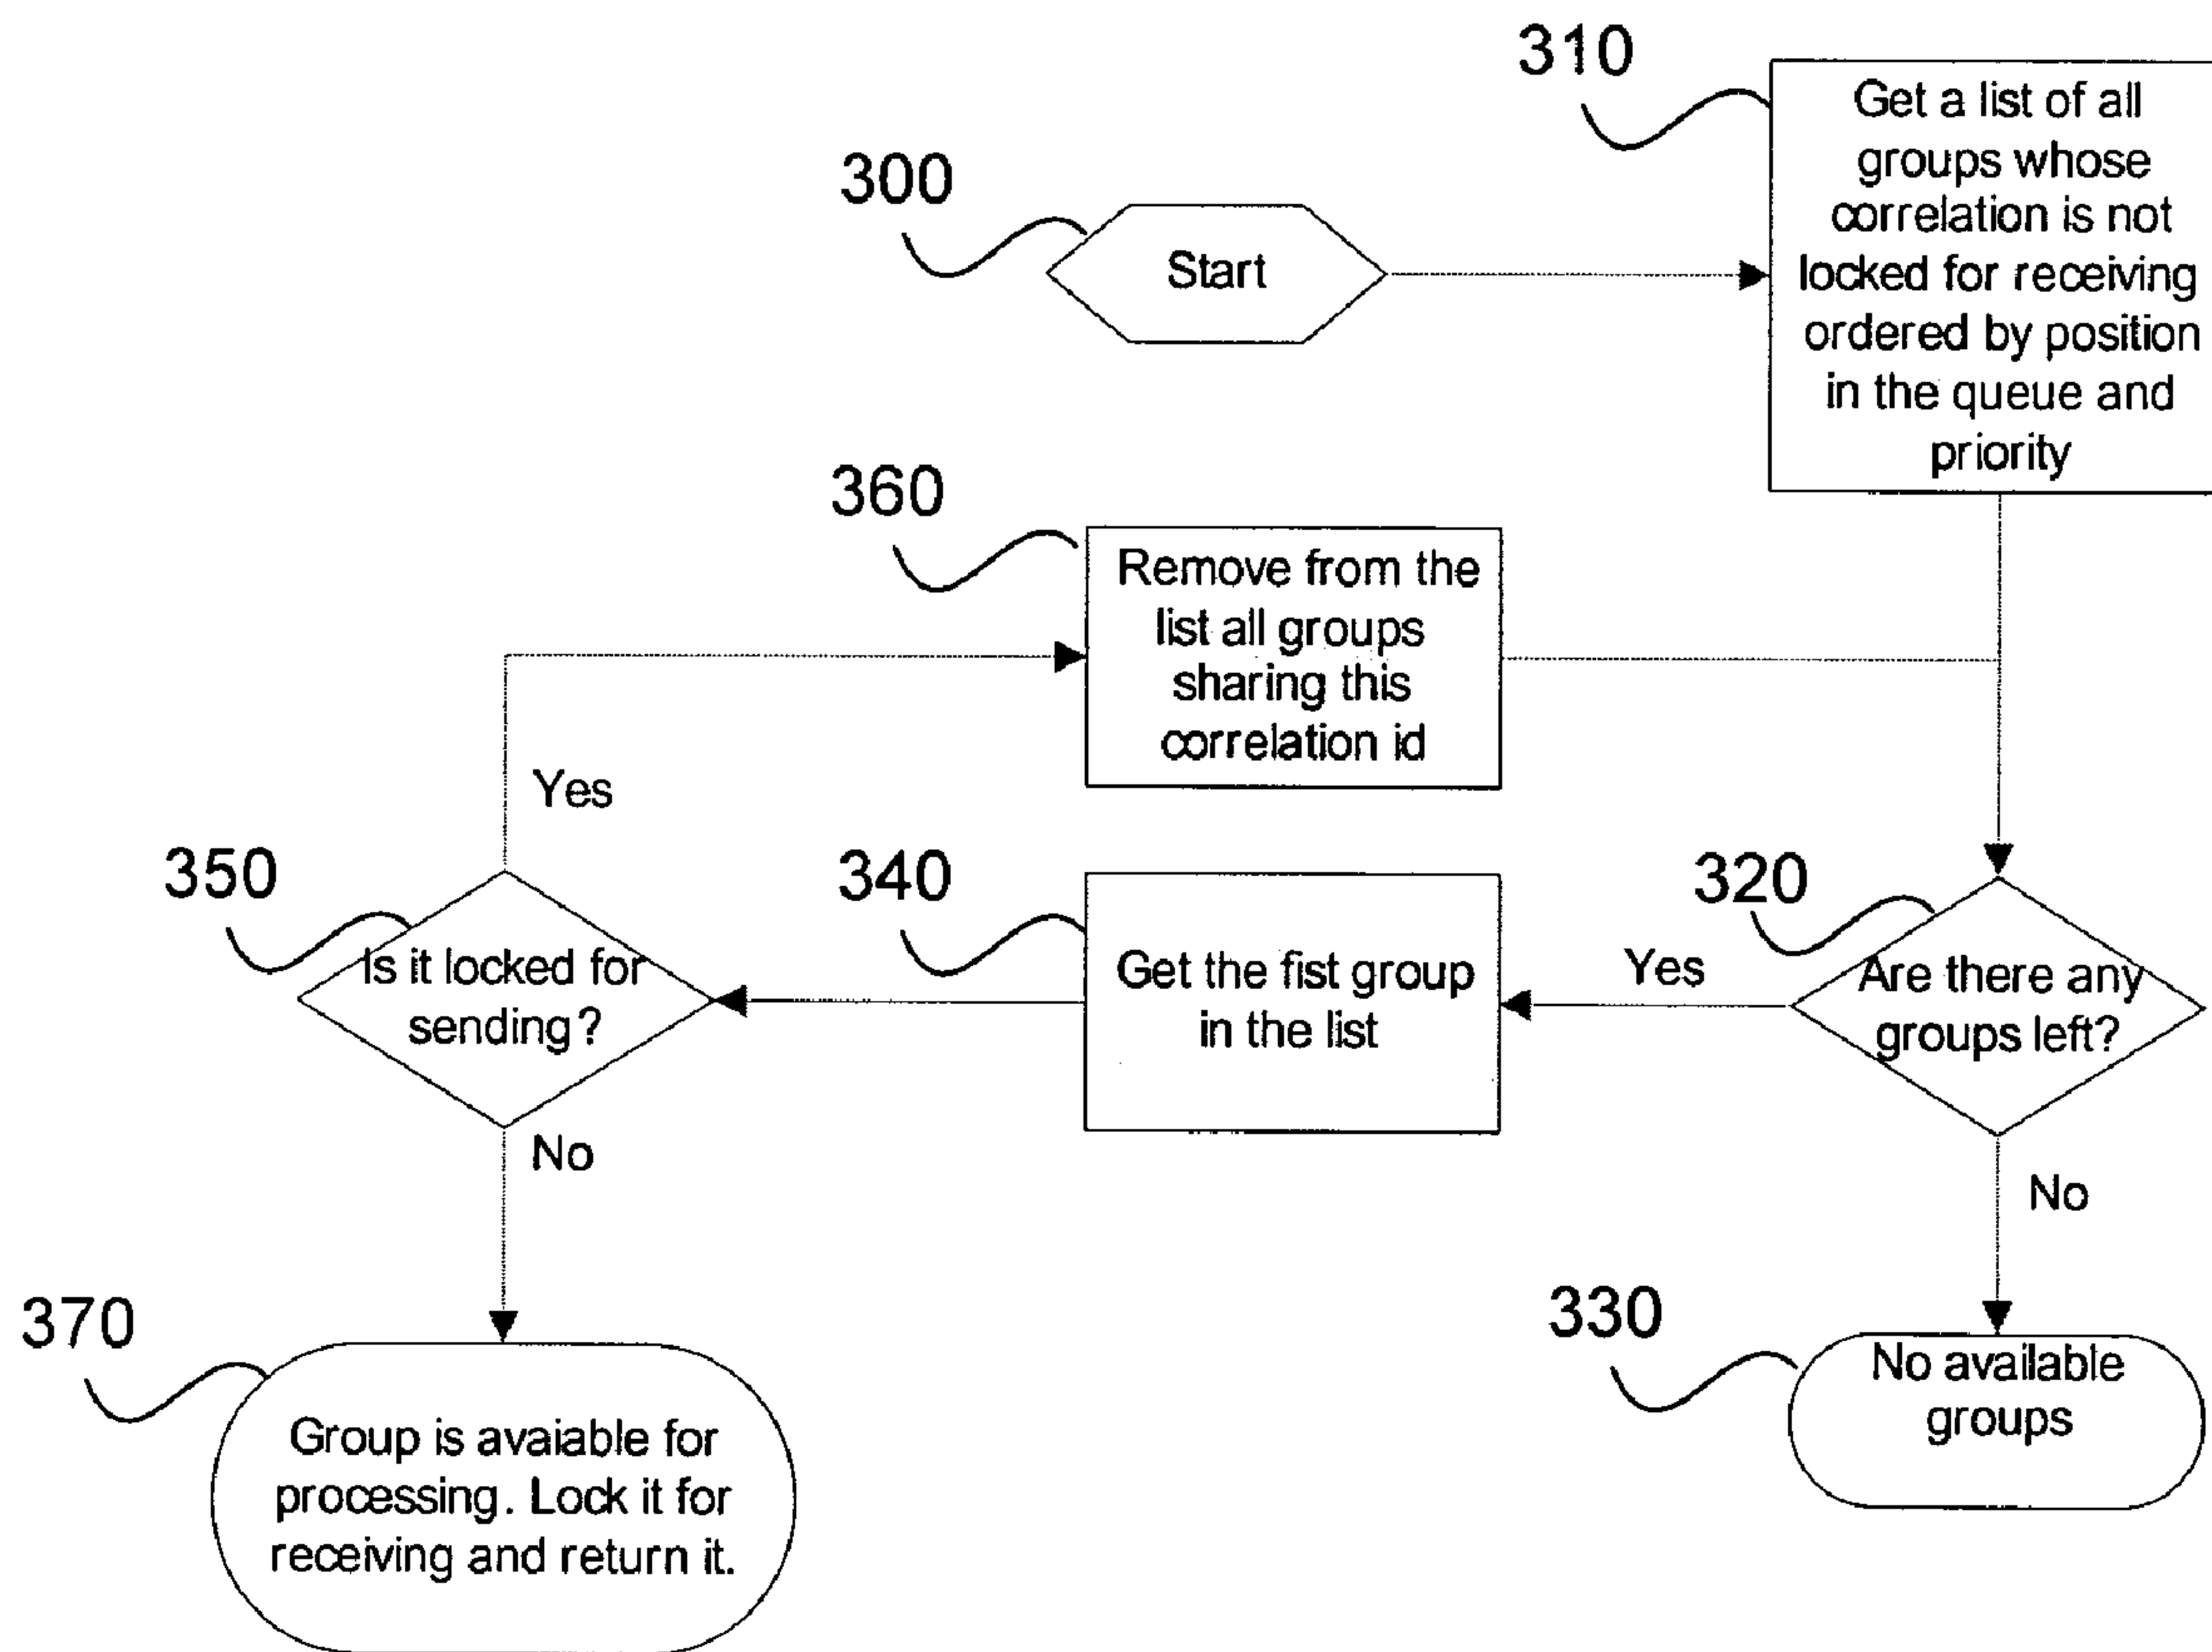 310
Get a list of all
groups whose
correlation is not
locked for receiving
ordered by position
in the queue and
priority
300
Start
360
Remove from the
list all groups
sharing this
correlation id
Yes
350
Is it locked for
sending?
340
Get the fist group
in the list
320
Yes
Are there any
groups left?
No
No
370
Group is avaiable for
processing. Lock it for
receiving and return it.
330
No available
groups